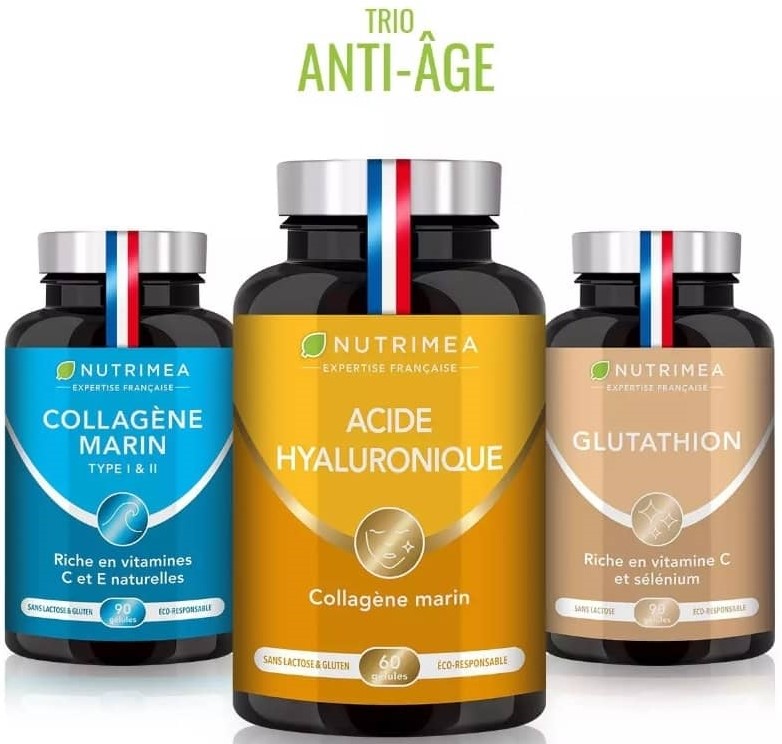 TRIO
ANTI-ÂGE
NUTRIMEA
EXPERTISE FRANÇAISE
COLLAGÈNE
MARIN
TYPE I & II
Riche en vitamines
C et E naturelles
SANS LACTOSE & GLUTEN
90
gélules
ÉCO-RESPONSABLE
NUTRIMEA
EXPERTISE FRANÇAISE
ACIDE
HYALURONIQUE
Collagène marin
SANS LACTOSE & GLUTEN
60
gélules
ÉCO-RESPONSABLE
NUTRIMEA
EXPERTISE FRANÇAISE
GLUTATHION
Riche en vitamine C
et sélénium
SANS LACTOSE
90
gélules
ÉCO-RESPONSABLE